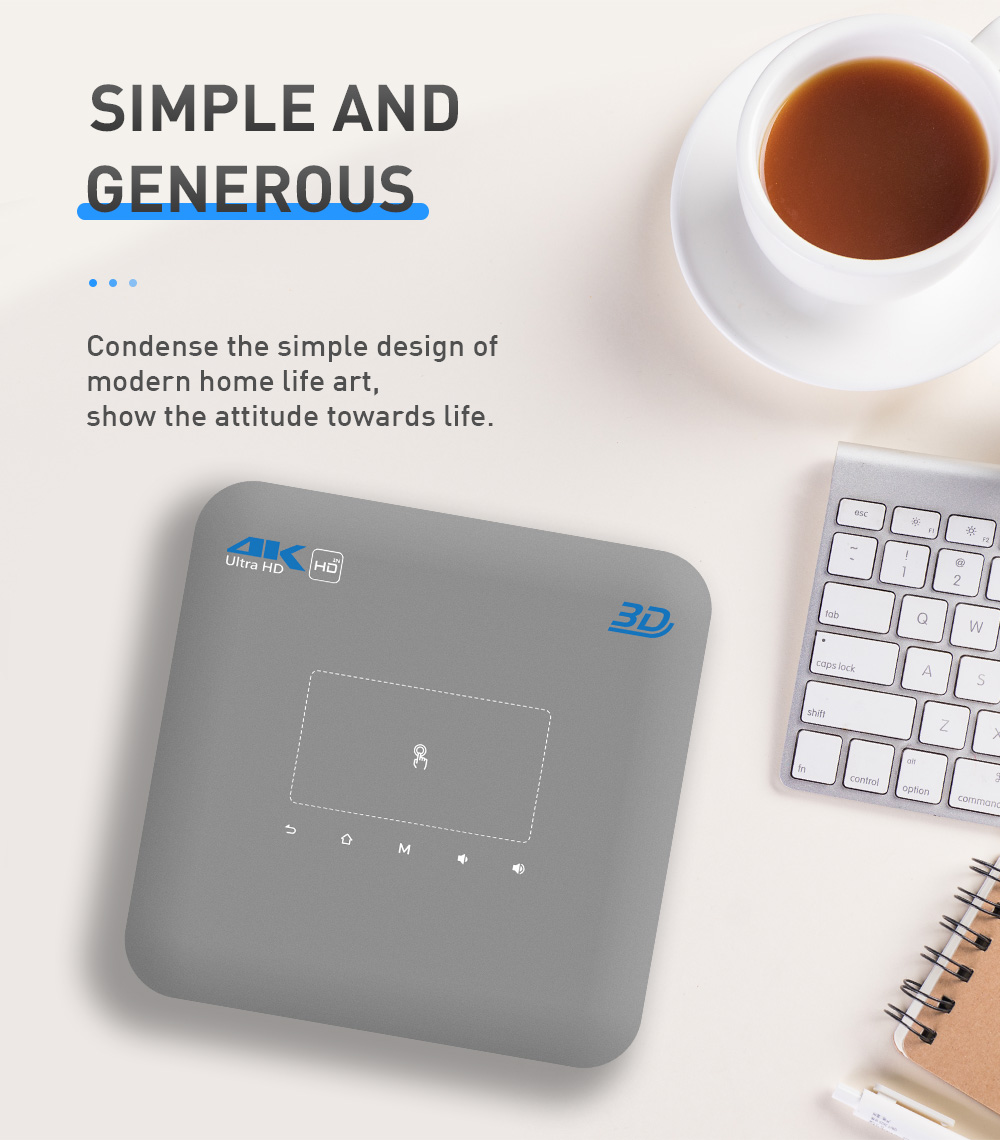 SIMPLE AND
GENEROUS
Condense the simple design of
modern home life art,
show the attitude towards life.
4K
Ultra HD
HD IN
3D
M
esc
F1
F2
~
!
1
@
2
tab
Q
W
caps lock
A
S
shift
Z
X
fn
control
alt
option
command